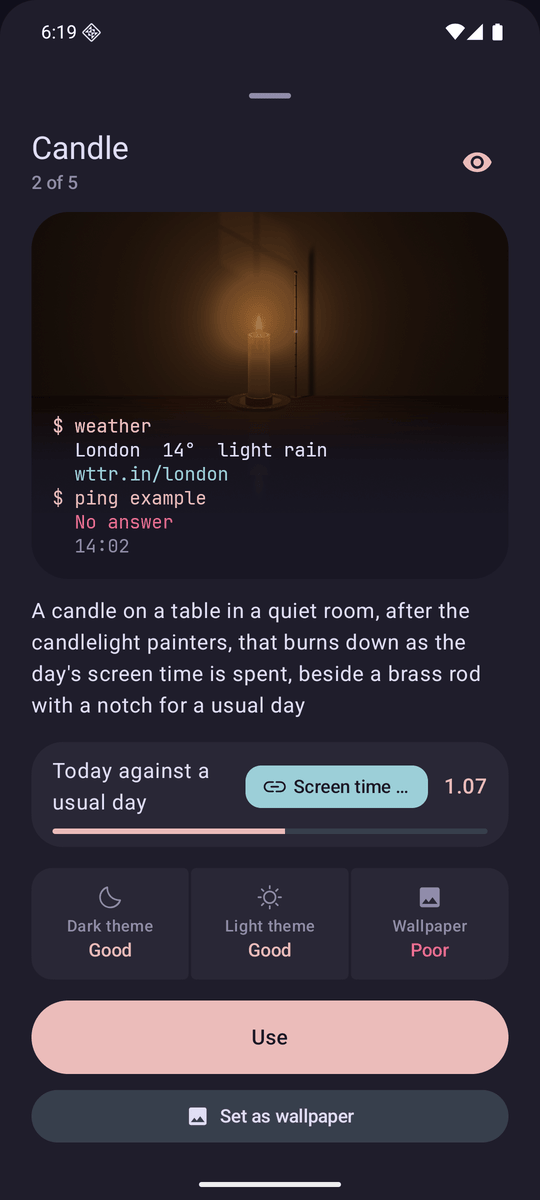 6:19
Candle
2 of 5
$ weather
London 14° light rain
wttr.in/london
$ ping example
No answer
14:02
A candle on a table in a quiet room, after the
candlelight painters, that burns down as the
day's screen time is spent, beside a brass rod
with a notch for a usual day
Today against a
usual day
Screen time ...
1.07
Dark theme
Good
Light theme
Good
Wallpaper
Poor
Use
Set as wallpaper